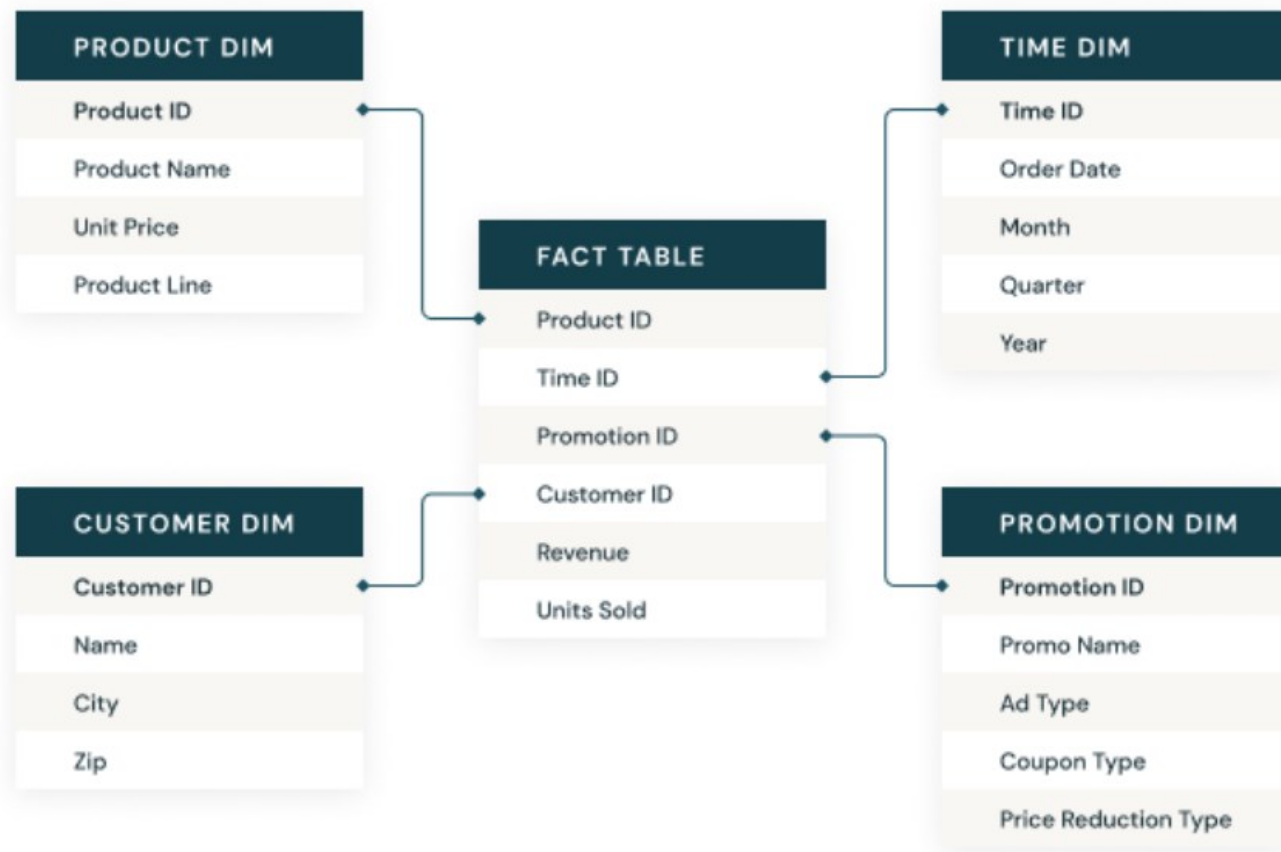 PRODUCT DIM
Product ID
Product Name
Unit Price
Product Line
TIME DIM
Time ID
Order Date
Month
Quarter
Year
FACT TABLE
Product ID
Time ID
Promotion ID
Customer ID
Revenue
Units Sold
CUSTOMER DIM
Customer ID
Name
City
Zip
PROMOTION DIM
Promotion ID
Promo Name
Ad Type
Coupon Type
Price Reduction Type